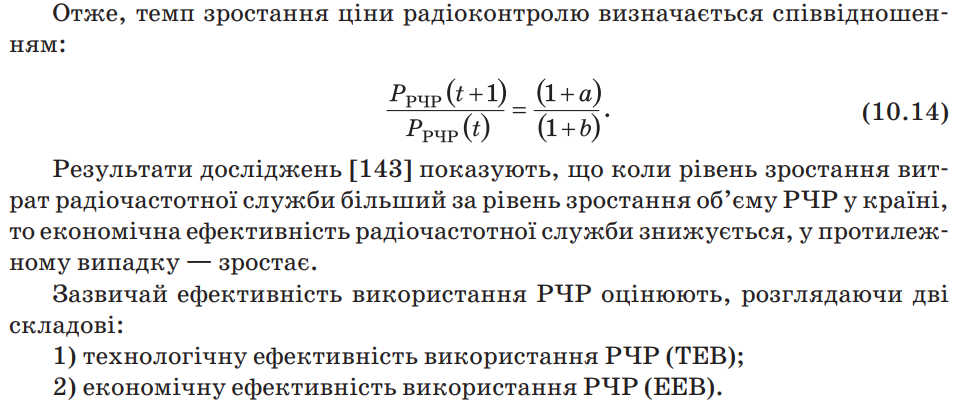 Отже, темп зростання ціни радіоконтролю визначається співвідношен-
ням:
P_РЧР(t+1)/P_РЧР(t) = (1+a)/(1+b). (10.14)
Результати досліджень [143] показують, що коли рівень зростання вит-
рат радіочастотної служби більший за рівень зростання об’єму РЧР у країні,
то економічна ефективність радіочастотної служби знижується, у протилеж-
ному випадку — зростає.
Зазвичай ефективність використання РЧР оцінюють, розглядаючи дві
складові:
1) технологічну ефективність використання РЧР (ТЕВ);
2) економічну ефективність використання РЧР (ЕЕВ).